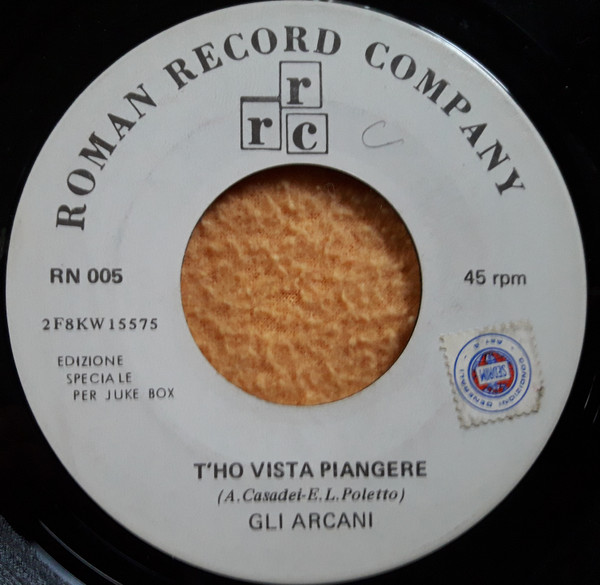 ROMAN RECORD COMPANY
r
r c
RN 005
45 rpm
2F8KW15575
EDIZIONE
SPECIALE
PER JUKE BOX
T'HO VISTA PIANGERE
(A. Casadei-E. L. Poletto)
GLI ARCANI